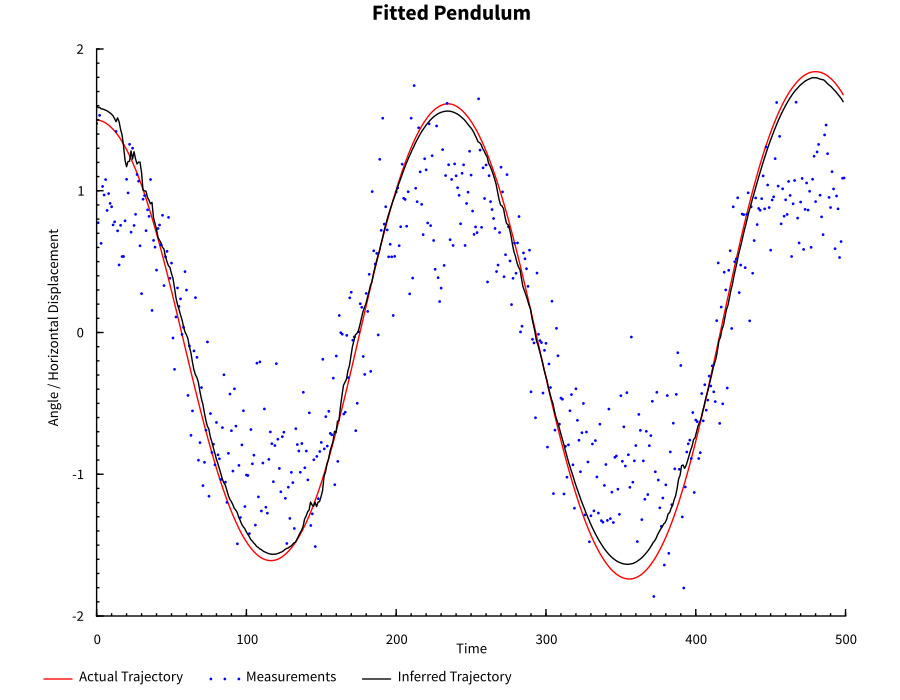 Fitted Pendulum
2
1
0
-1
-2
Angle / Horizontal Displacement
0 100 200 300 400 500
Time
Actual Trajectory Measurements Inferred Trajectory